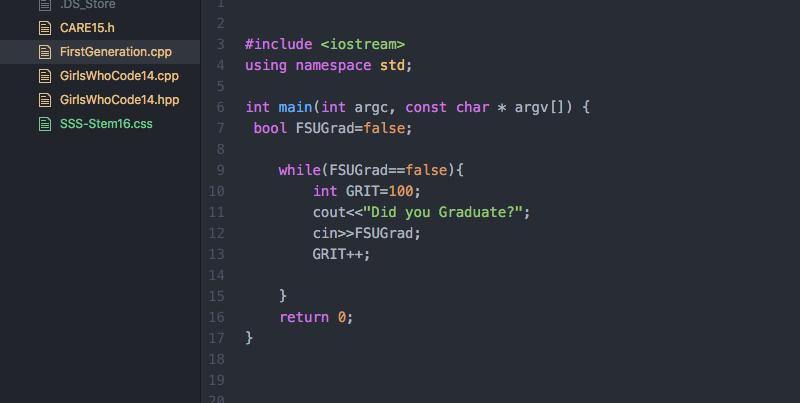 .DS_Store
CARE15.h
FirstGeneration.cpp
GirlsWhoCode14.cpp
GirlsWhoCode14.hpp
SSS-Stem16.css
1
2
3 #include <iostream>
4 using namespace std;
5
6 int main(int argc, const char * argv[]) {
7  bool FSUGrad=false;
8
9     while(FSUGrad==false){
10         int GRIT=100;
11         cout<<"Did you Graduate?";
12         cin>>FSUGrad;
13         GRIT++;
14
15     }
16     return 0;
17 }
18
19
20